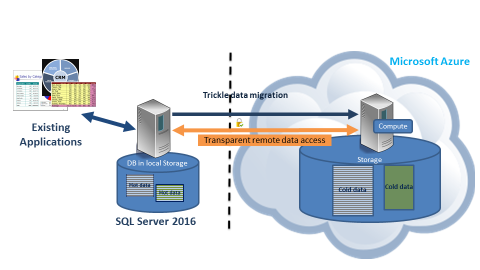 Microsoft Azure
CRM
Trickle data migration
Compute
Existing
Applications
Transparent remote data access
DB in local Storage
Storage
Hot data
Hot data
Cold data
Cold data
SQL Server 2016